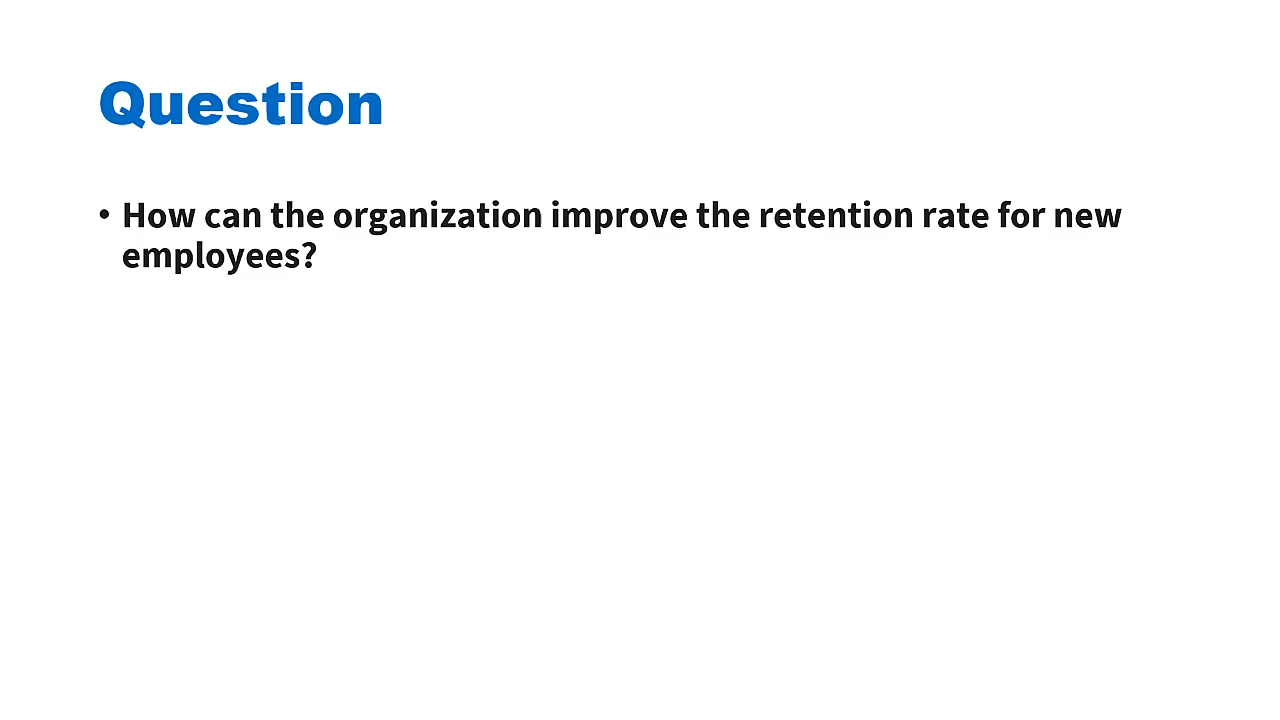 Question
• How can the organization improve the retention rate for new
employees?